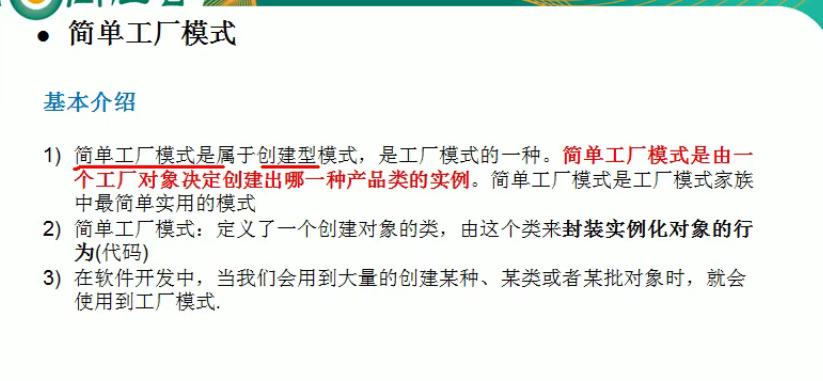 ● 简单工厂模式
基本介绍
1) 简单工厂模式是属于创建型模式，是工厂模式的一种。简单工厂模式是由一
个工厂对象决定创建出哪一种产品类的实例。简单工厂模式是工厂模式家族
中最简单实用的模式
2) 简单工厂模式：定义了一个创建对象的类，由这个类来封装实例化对象的行
为(代码)
3) 在软件开发中，当我们会用到大量的创建某种、某类或者某批对象时，就会
使用到工厂模式.